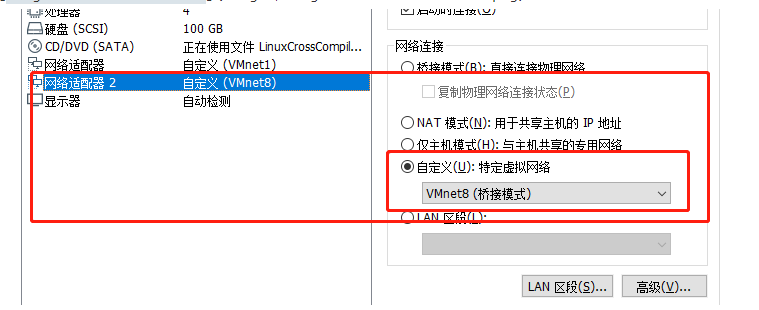 处理器 4
硬盘 (SCSI) 100 GB
CD/DVD (SATA) 正在使用文件 LinuxCrossCompil...
网络适配器 自定义 (VMnet1)
网络适配器 2 自定义 (VMnet8)
显示器 自动检测
启动时连接(O)
网络连接
桥接模式(B): 直接连接物理网络
复制物理网络连接状态(P)
NAT 模式(N): 用于共享主机的 IP 地址
仅主机模式(H): 与主机共享的专用网络
自定义(U): 特定虚拟网络
VMnet8 (桥接模式)
LAN 区段(L):
LAN 区段(S)...
高级(V)...